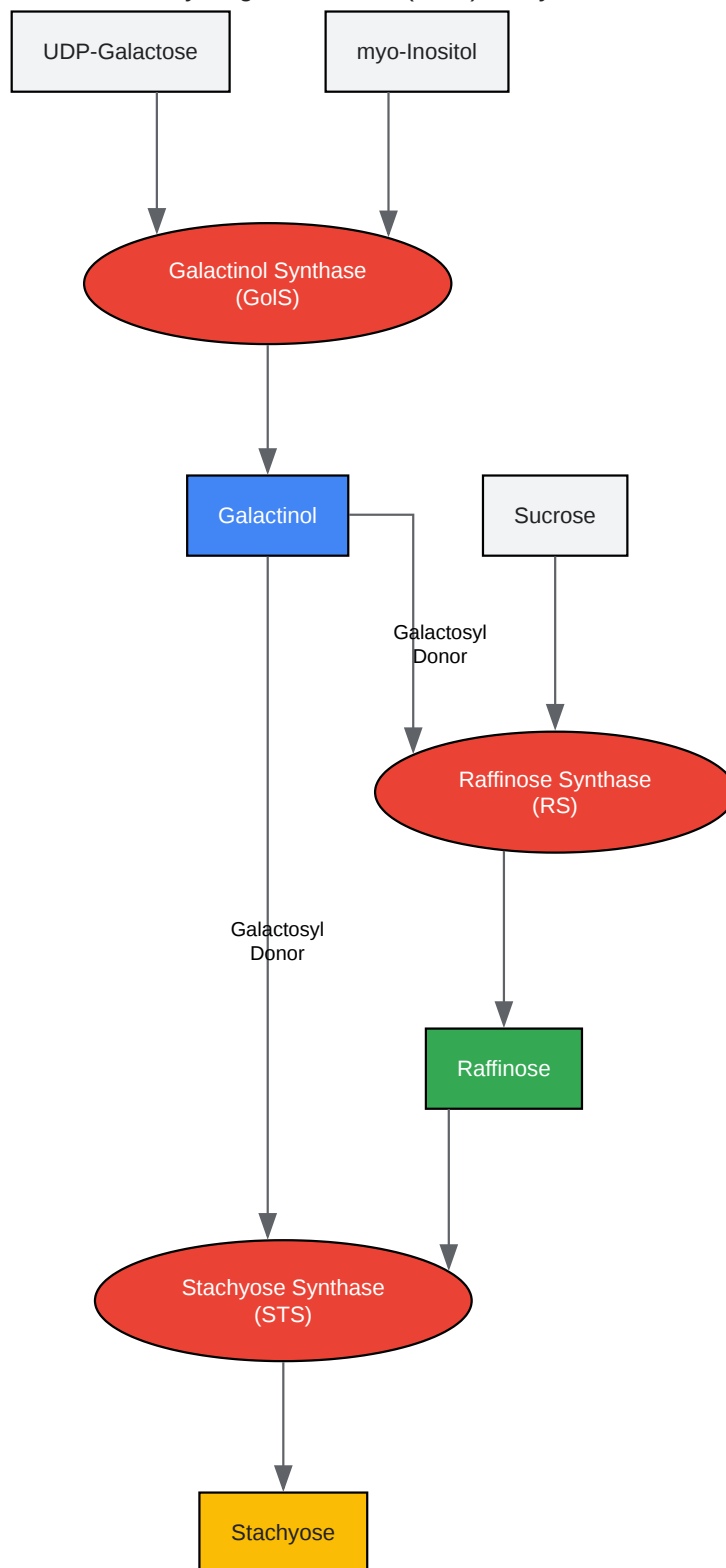 UDP-Galactose
myo-Inositol
Galactinol Synthase
(GolS)
Galactinol
Sucrose
Galactosyl
Donor
Raffinose Synthase
(RS)
Galactosyl
Donor
Raffinose
Stachyose Synthase
(STS)
Stachyose